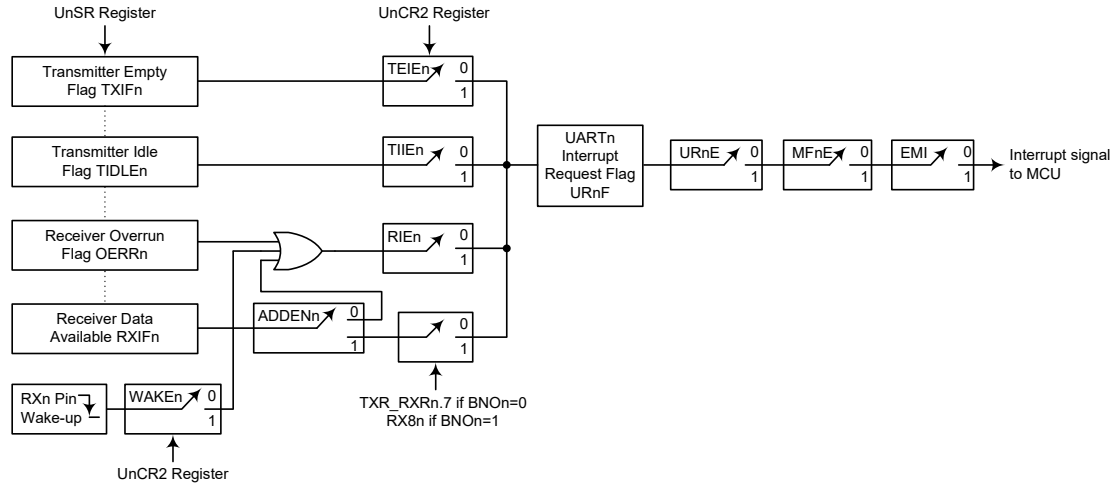 UnSR Register
UnCR2 Register
Transmitter Empty
Flag TXIFn
TEIEn
0
1
Transmitter Idle
Flag TIDLEn
TIIEn
0
1
UARTn
Interrupt
Request Flag
URnF
URnE
0
1
MFnE
0
1
EMI
0
1
Interrupt signal
to MCU
Receiver Overrun
Flag OERRn
RIEn
0
1
Receiver Data
Available RXIFn
ADDENn
0
1
0
1
RXn Pin
Wake-up
WAKEn
0
1
TXR_RXRn.7 if BNOn=0
RX8n if BNOn=1
UnCR2 Register